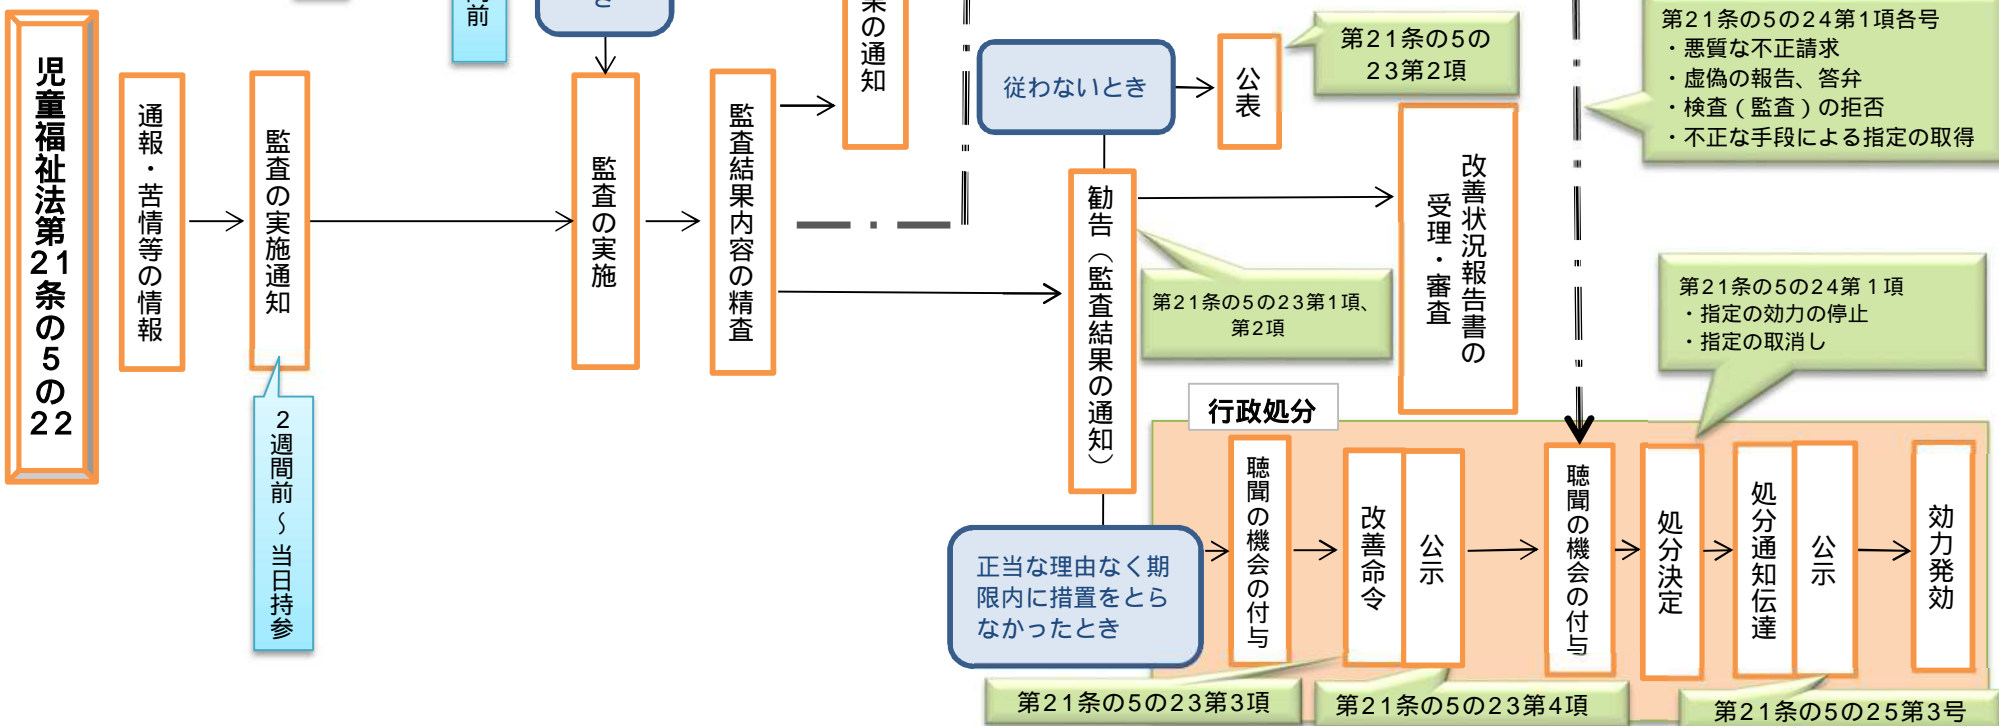 児童福祉法第21条の5の22
通報・苦情等の情報
監査の実施通知
2週間前～当日持参
前
き
監査の実施
監査結果内容の精査
果の通知
勧告（監査結果の通知）
従わないとき
公表
第21条の5の
23第2項
改善状況報告書の
受理・審査
第21条の5の23第1項、
第2項
第21条の5の24第1項各号
・悪質な不正請求
・虚偽の報告、答弁
・検査（監査）の拒否
・不正な手段による指定の取得
第21条の5の24第1項
・指定の効力の停止
・指定の取消し
行政処分
正当な理由なく期
限内に措置をとら
なかったとき
聴聞の機会の付与
改善命令
公示
聴聞の機会の付与
処分決定
処分通知伝達
公示
効力発効
第21条の5の23第3項
第21条の5の23第4項
第21条の5の25第3号